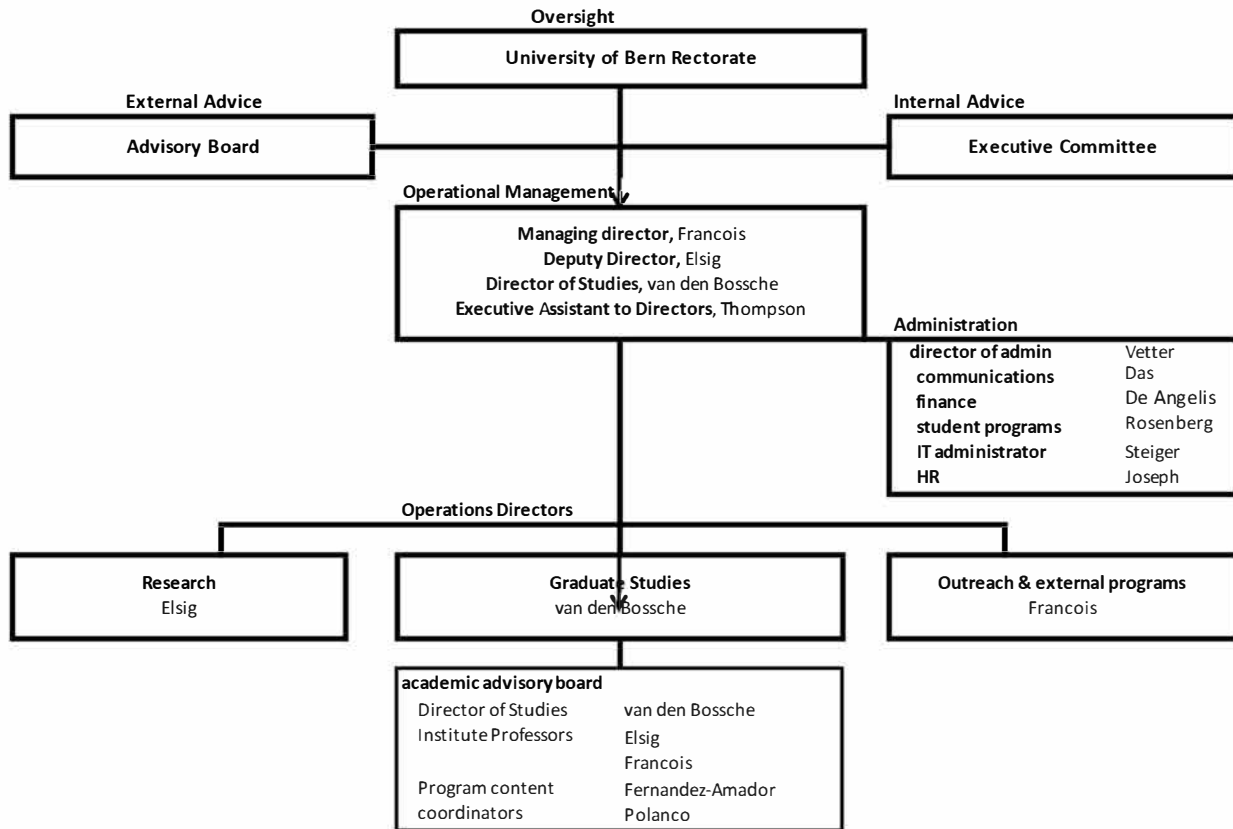 Oversight
University of Bern Rectorate
External Advice
Internal Advice
Advisory Board
Executive Committee
Operational Management
Managing director, Francois
Deputy Director, Elsig
Director of Studies, van den Bossche
Executive Assistant to Directors, Thompson
Administration
director of admin Vetter
communications Das
finance De Angelis
student programs Rosenberg
IT administrator Steiger
HR Joseph
Operations Directors
Research
Elsig
Graduate Studies
van den Bossche
Outreach & external programs
Francois
academic advisory board
Director of Studies van den Bossche
Institute Professors Elsig
Francois
Program content Fernandez-Amador
coordinators Polanco